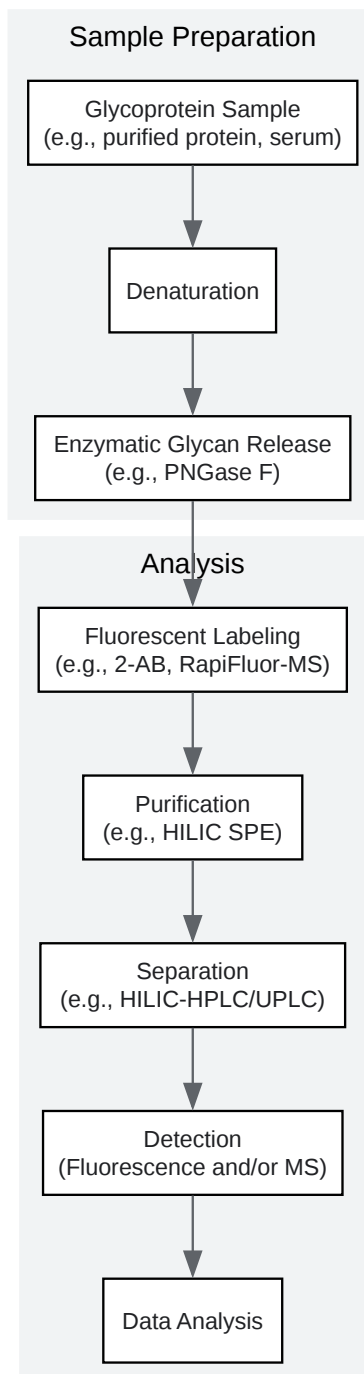 Sample Preparation
Glycoprotein Sample
(e.g., purified protein, serum)
Denaturation
Enzymatic Glycan Release
(e.g., PNGase F)
Analysis
Fluorescent Labeling
(e.g., 2-AB, RapiFluor-MS)
Purification
(e.g., HILIC SPE)
Separation
(e.g., HILIC-HPLC/UPLC)
Detection
(Fluorescence and/or MS)
Data Analysis